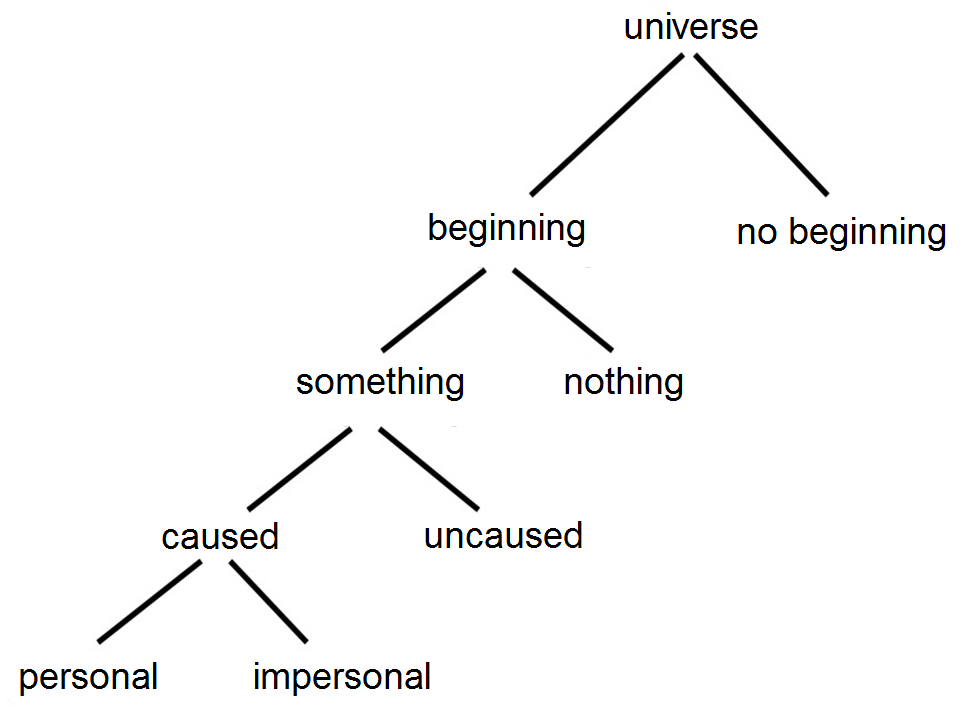 universe
beginning
no beginning
something
nothing
caused
uncaused
personal
impersonal